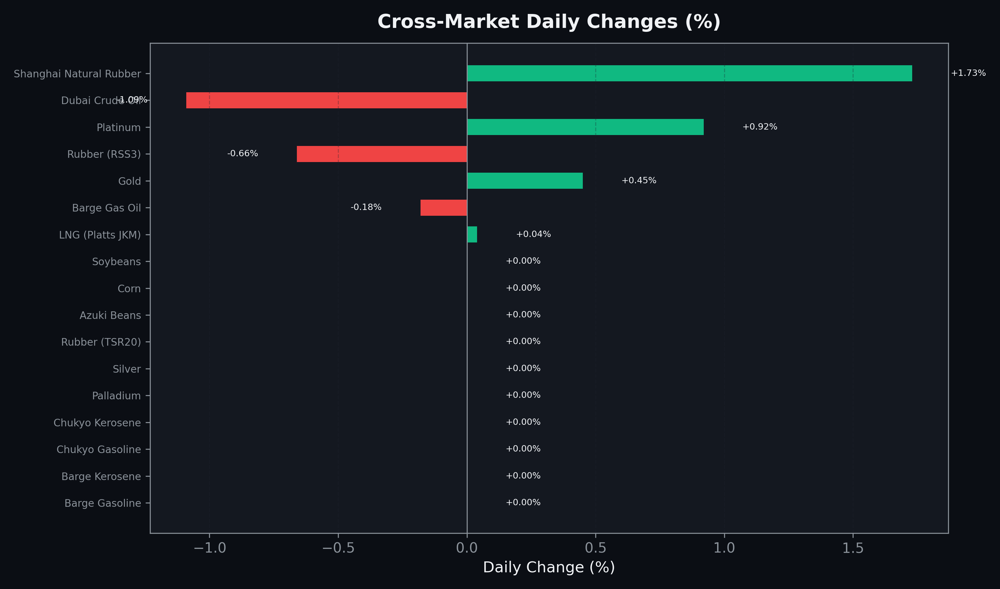 Cross-Market Daily Changes (%)
Shanghai Natural Rubber +1.73%
Dubai Crude Oil -1.09%
Platinum +0.92%
Rubber (RSS3) -0.66%
Gold +0.45%
Barge Gas Oil -0.18%
LNG (Platts JKM) +0.04%
Soybeans +0.00%
Corn +0.00%
Azuki Beans +0.00%
Rubber (TSR20) +0.00%
Silver +0.00%
Palladium +0.00%
Chukyo Kerosene +0.00%
Chukyo Gasoline +0.00%
Barge Kerosene +0.00%
Barge Gasoline +0.00%
−1.0 −0.5 0.0 0.5 1.0 1.5
Daily Change (%)